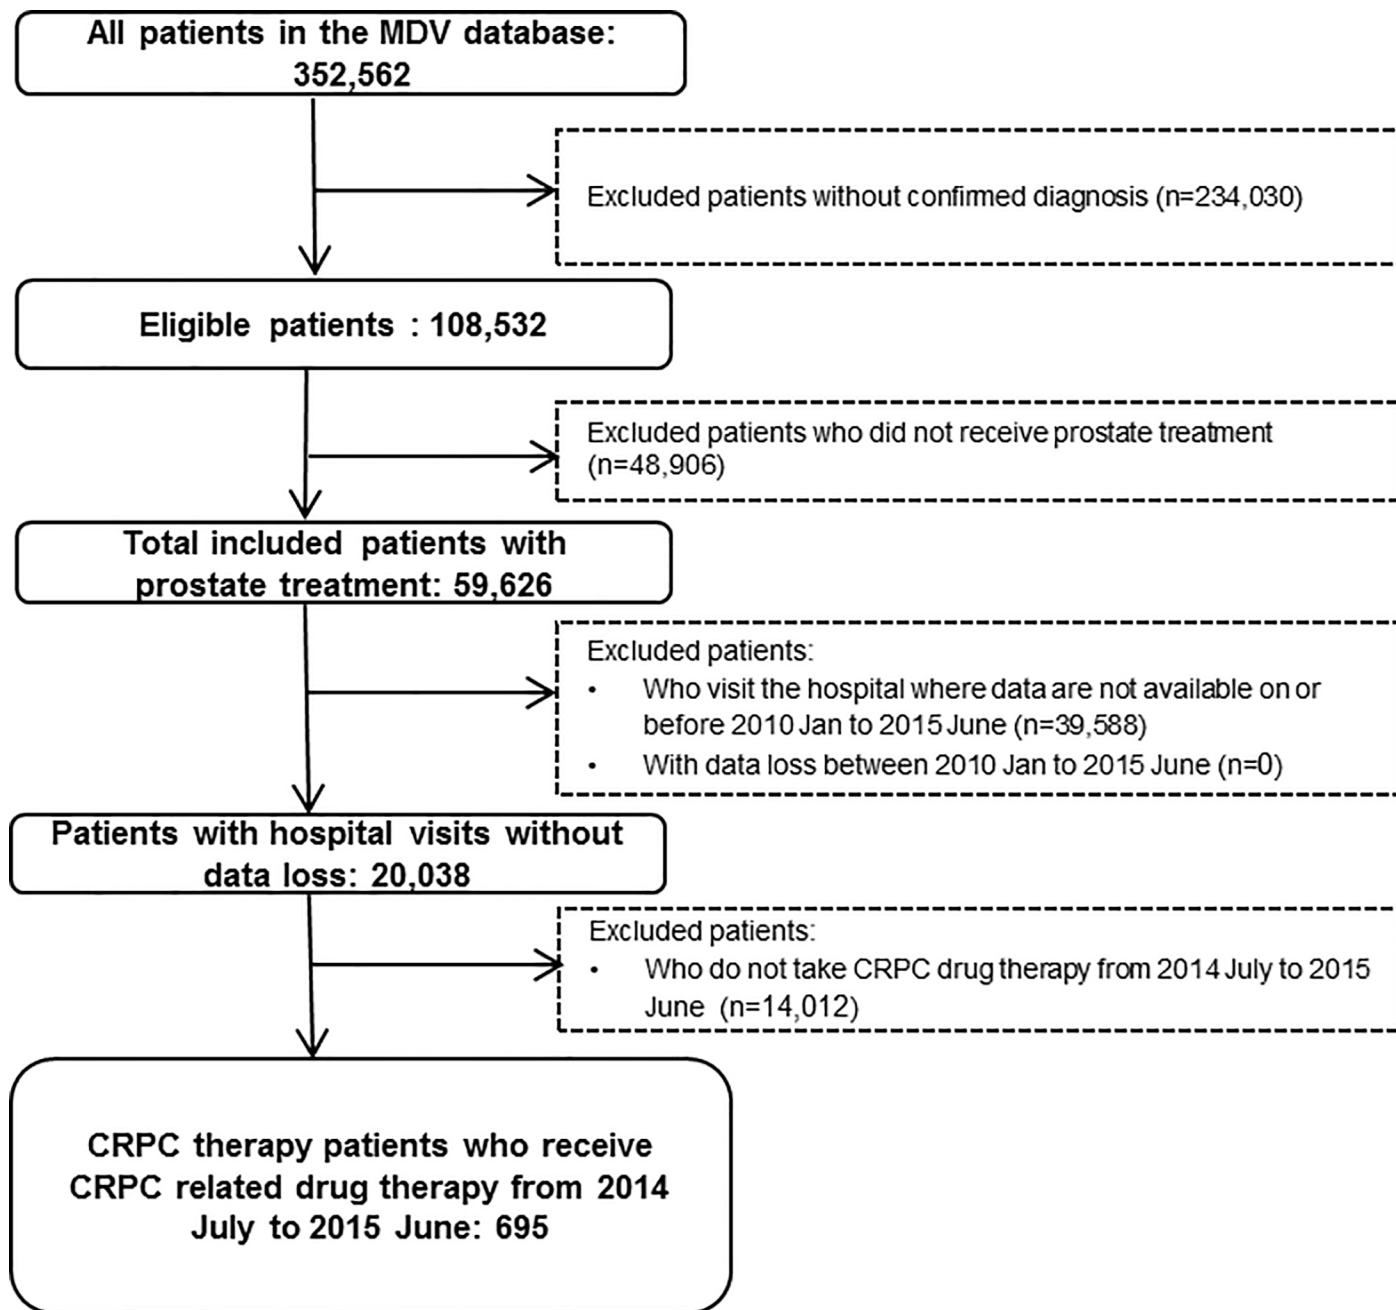 All patients in the MDV database:
352,562
Excluded patients without confirmed diagnosis (n=234,030)
Eligible patients : 108,532
Excluded patients who did not receive prostate treatment
(n=48,906)
Total included patients with
prostate treatment: 59,626
Excluded patients:
• Who visit the hospital where data are not available on or
before 2010 Jan to 2015 June (n=39,588)
• With data loss between 2010 Jan to 2015 June (n=0)
Patients with hospital visits without
data loss: 20,038
Excluded patients:
• Who do not take CRPC drug therapy from 2014 July to 2015
June (n=14,012)
CRPC therapy patients who receive
CRPC related drug therapy from 2014
July to 2015 June: 695